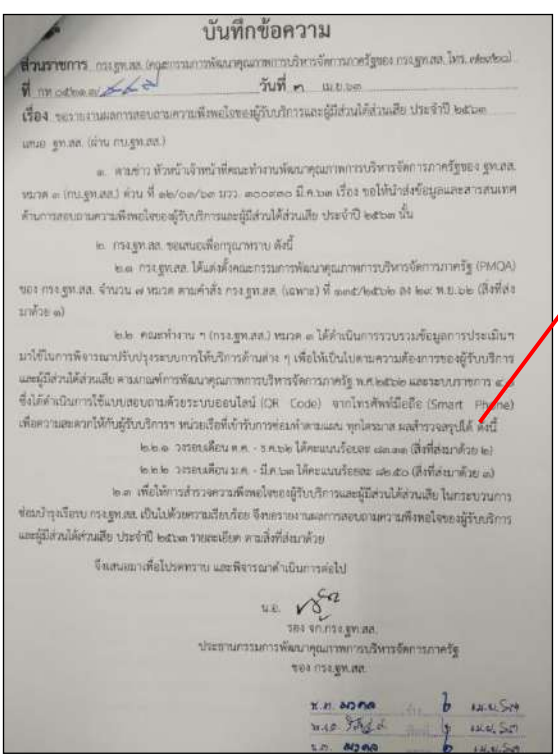 บันทึกข้อความ
ส่วนราชการ กรง.ฐท.สส. (คณะกรรมการพัฒนาคุณภาพการบริหารจัดการภาครัฐของ กรง.ฐท.สส. โทร.
ที่ กห ๐๕๒๑.๓/ วันที่ ๓ เม.ย.๖๓
เรื่อง ขอรายงานผลการสอบถามความพึงพอใจของผู้รับบริการและผู้มีส่วนได้ส่วนเสีย ประจำปี ๒๕๖๓
เสนอ ฐท.สส. (ผ่าน กบ.ฐท.สส.)
๑. ตามข่าว หัวหน้าเจ้าหน้าที่คณะทำงานพัฒนาคุณภาพการบริหารจัดการภาครัฐของ ฐท.สส.
หมวด ๓ (กบ.ฐท.สส.) ด่วน ที่ ๑๒/๐๓/๖๓ มวว. ๓๐๐๙๓๐ มี.ค.๖๓ เรื่อง ขอให้นำส่งข้อมูลและสารสนเทศ
ด้านการสอบถามความพึงพอใจของผู้รับบริการและผู้มีส่วนได้ส่วนเสีย ประจำปี ๒๕๖๓ นั้น
๒. กรง.ฐท.สส. ขอเสนอเพื่อกรุณาทราบ ดังนี้
๒.๑ กรง.ฐท.สส. ได้แต่งตั้งคณะกรรมการพัฒนาคุณภาพการบริหารจัดการภาครัฐ (PMQA)
ของ กรง.ฐท.สส. จำนวน ๗ หมวด ตามคำสั่ง กรง.ฐท.สส. (เฉพาะ) ที่ ๑๓๕/๒๕๖๒ ลง ๒๙ พ.ย.๖๒ (สิ่งที่ส่ง
มาด้วย ๑)
๒.๒ คณะทำงาน ฯ (กรง.ฐท.สส.) หมวด ๓ ได้ดำเนินการรวบรวมข้อมูลการประเมินฯ
มาใช้ในการพิจารณาปรับปรุงระบบการให้บริการด้านต่าง ๆ เพื่อให้เป็นไปตามความต้องการของผู้รับบริการ
และผู้มีส่วนได้ส่วนเสีย ตามเกณฑ์การพัฒนาคุณภาพการบริหารจัดการภาครัฐ พ.ศ.๒๕๖๒ และระบบราชการ ๔.๐
ซึ่งได้ดำเนินการใช้แบบสอบถามด้วยระบบออนไลน์ (QR Code) จากโทรศัพท์มือถือ (Smart Phone)
เพื่อความสะดวกให้กับผู้รับบริการฯ หน่วยเรือที่เข้ารับการซ่อมทำตามแผน ทุกไตรมาส ผลสำรวจสรุปได้ ดังนี้
๒.๒.๑ วงรอบเดือน ต.ค. - ธ.ค.๖๒ ได้คะแนนร้อยละ ๘๓.๓๑ (สิ่งที่ส่งมาด้วย ๒)
๒.๒.๒ วงรอบเดือน ม.ค. - มี.ค.๖๓ ได้คะแนนร้อยละ ๘๒.๕๐ (สิ่งที่ส่งมาด้วย ๓)
๒.๓ เพื่อให้การสำรวจความพึงพอใจของผู้รับบริการและผู้มีส่วนได้ส่วนเสีย ในกระบวนการ
ซ่อมบำรุงเรือรบ กรง.ฐท.สส. เป็นไปด้วยความเรียบร้อย จึงขอรายงานผลการสอบถามความพึงพอใจของผู้รับบริการ
และผู้มีส่วนได้ส่วนเสีย ประจำปี ๒๕๖๓ รายละเอียด ตามสิ่งที่ส่งมาด้วย
จึงเสนอมาเพื่อโปรดทราบ และพิจารณาดำเนินการต่อไป
น.อ.
รอง จก.กรง.ฐท.สส.
ประธานกรรมการพัฒนาคุณภาพการบริหารจัดการภาครัฐ
ของ กรง.ฐท.สส.